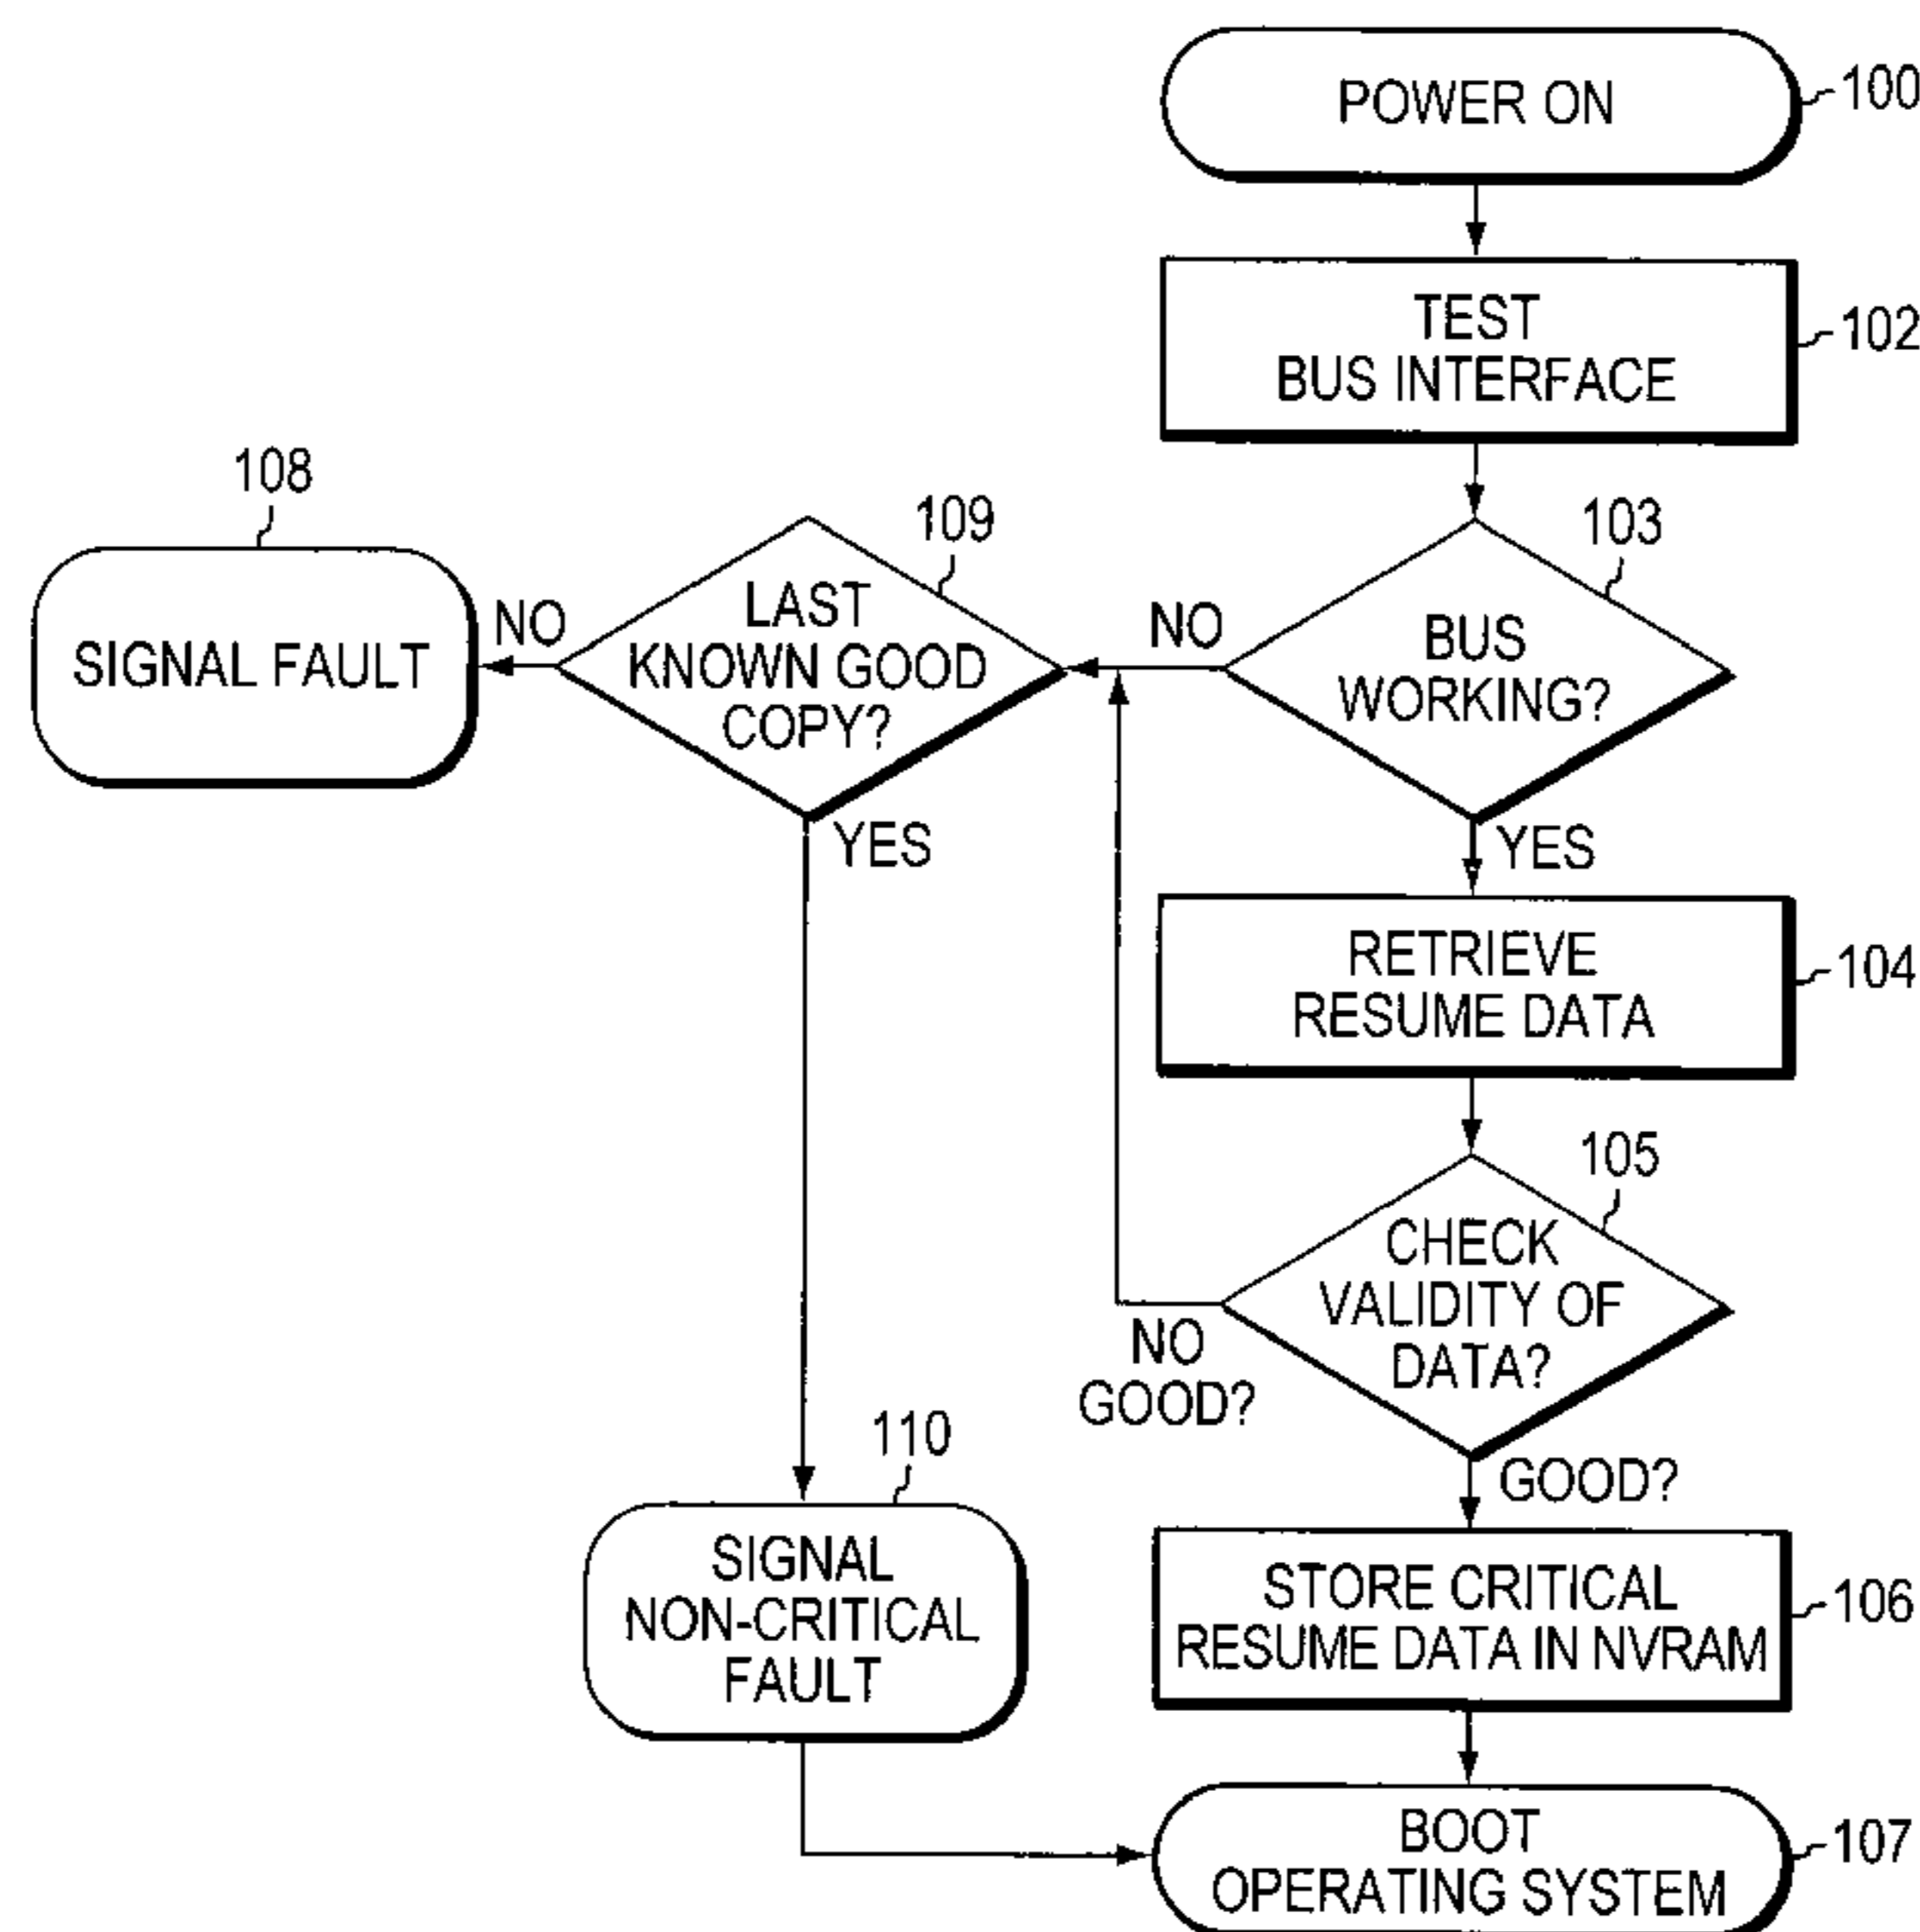 POWER ON
100
TEST
BUS INTERFACE
102
108
109
103
SIGNAL FAULT
NO
LAST
KNOWN GOOD
COPY?
NO
BUS
WORKING?
YES
YES
RETRIEVE
RESUME DATA
104
105
CHECK
VALIDITY OF
DATA?
NO
GOOD?
110
GOOD?
SIGNAL
NON-CRITICAL
FAULT
STORE CRITICAL
RESUME DATA IN NVRAM
106
BOOT
OPERATING SYSTEM
107